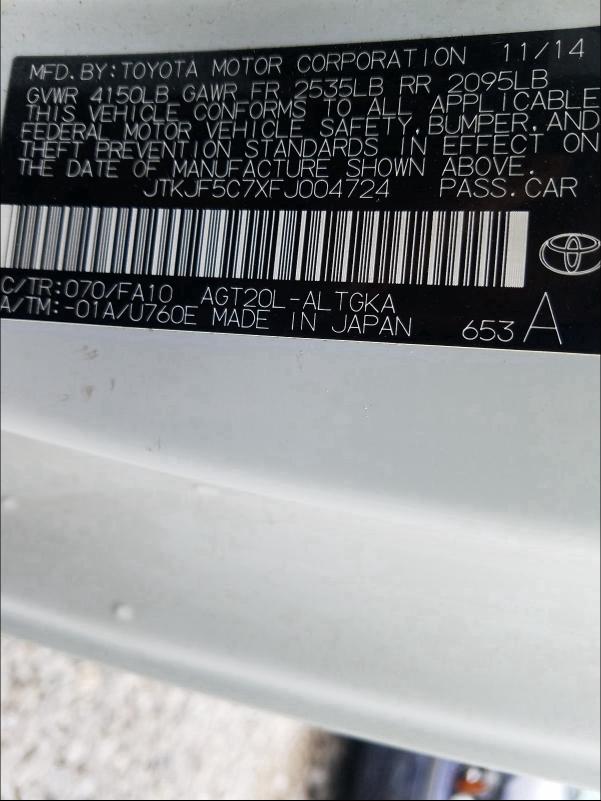 MFD.BY:TOYOTA MOTOR CORPORATION 11/14
GVWR 4150LB GAWR FR 2535LB RR 2095LB
THIS VEHICLE CONFORMS TO ALL APPLICABLE
FEDERAL MOTOR VEHICLE SAFETY,BUMPER,AND
THEFT PREVENTION STANDARDS IN EFFECT ON
THE DATE OF MANUFACTURE SHOWN ABOVE.
JTKJF5C7XFJ004724 PASS.CAR
C/TR:070/FA10 AGT20L-ALTGKA
A/TM:-01A/U760E MADE IN JAPAN 653 A